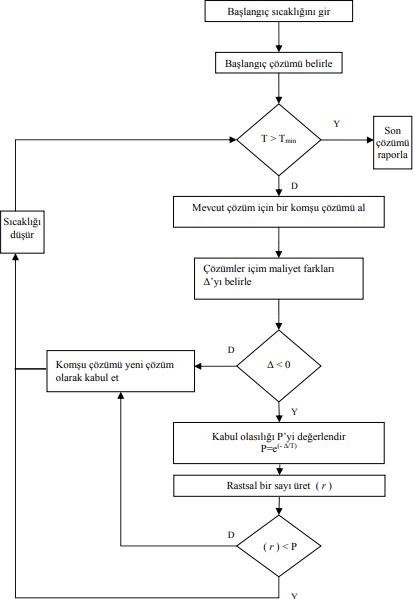 Başlangıç sıcaklığını gir
Başlangıç çözümü belirle
T > Tmin
Y
Son
çözümü
raporla
D
Mevcut çözüm için bir komşu çözümü al
Sıcaklığı
düşür
Çözümler içim maliyet farkları
Δ’yı belirle
D
Δ < 0
Komşu çözümü yeni çözüm
olarak kabul et
Y
Kabul olasılığı P’yi değerlendir
P=e(- Δ/T)
Rastsal bir sayı üret ( r )
D
( r ) < P
Y